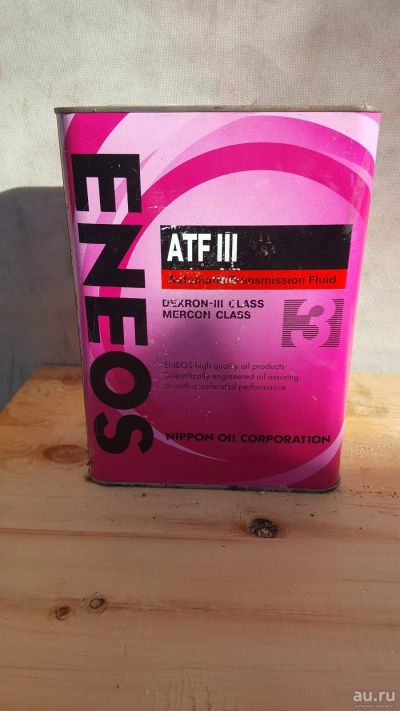 ENEOS
ATF III
Automatic Transmission Fluid
DEXRON-III CLASS
MERCON CLASS
3
ENEOS high quality oil products
Scientifically engineered oil assuring
smooth accelerated performance
NIPPON OIL CORPORATION
au.ru